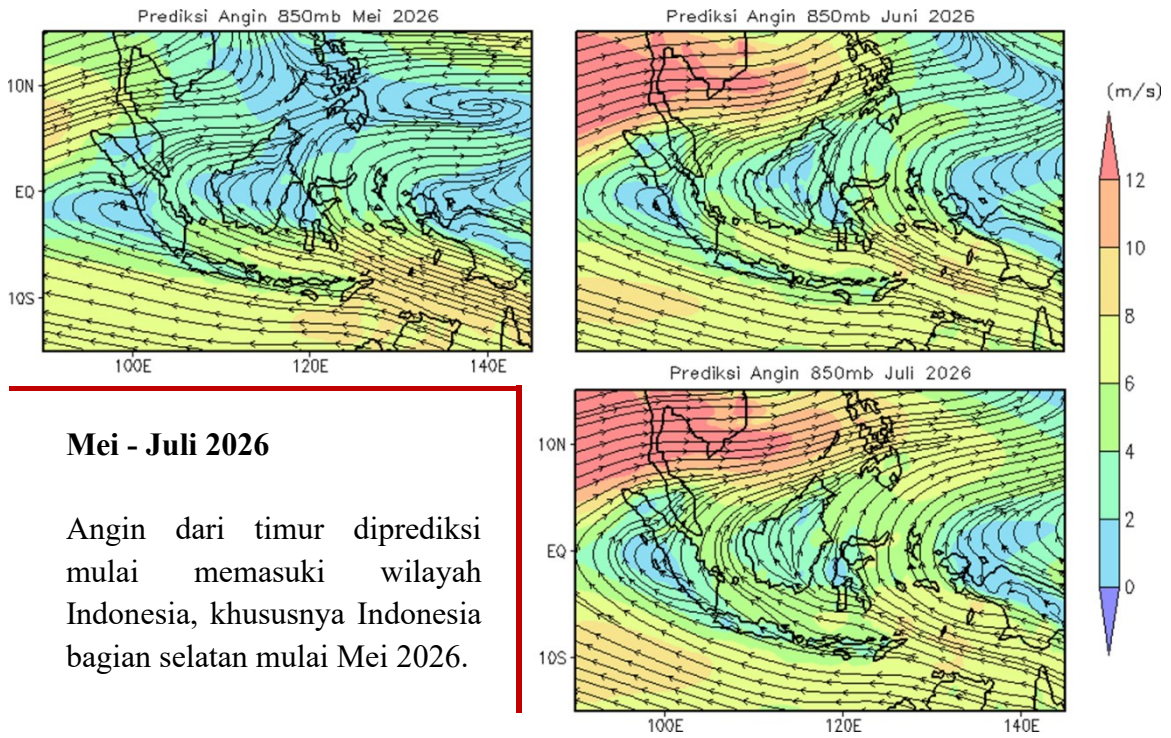 Prediksi Angin 850mb Mei 2026
10N
EQ
10S
100E 120E 140E
Prediksi Angin 850mb Juni 2026
(m/s)
12
10
8
6
4
2
0
Mei - Juli 2026
Angin dari timur diprediksi
mulai memasuki wilayah
Indonesia, khususnya Indonesia
bagian selatan mulai Mei 2026.
Prediksi Angin 850mb Juli 2026
10N
EQ
10S
100E 120E 140E